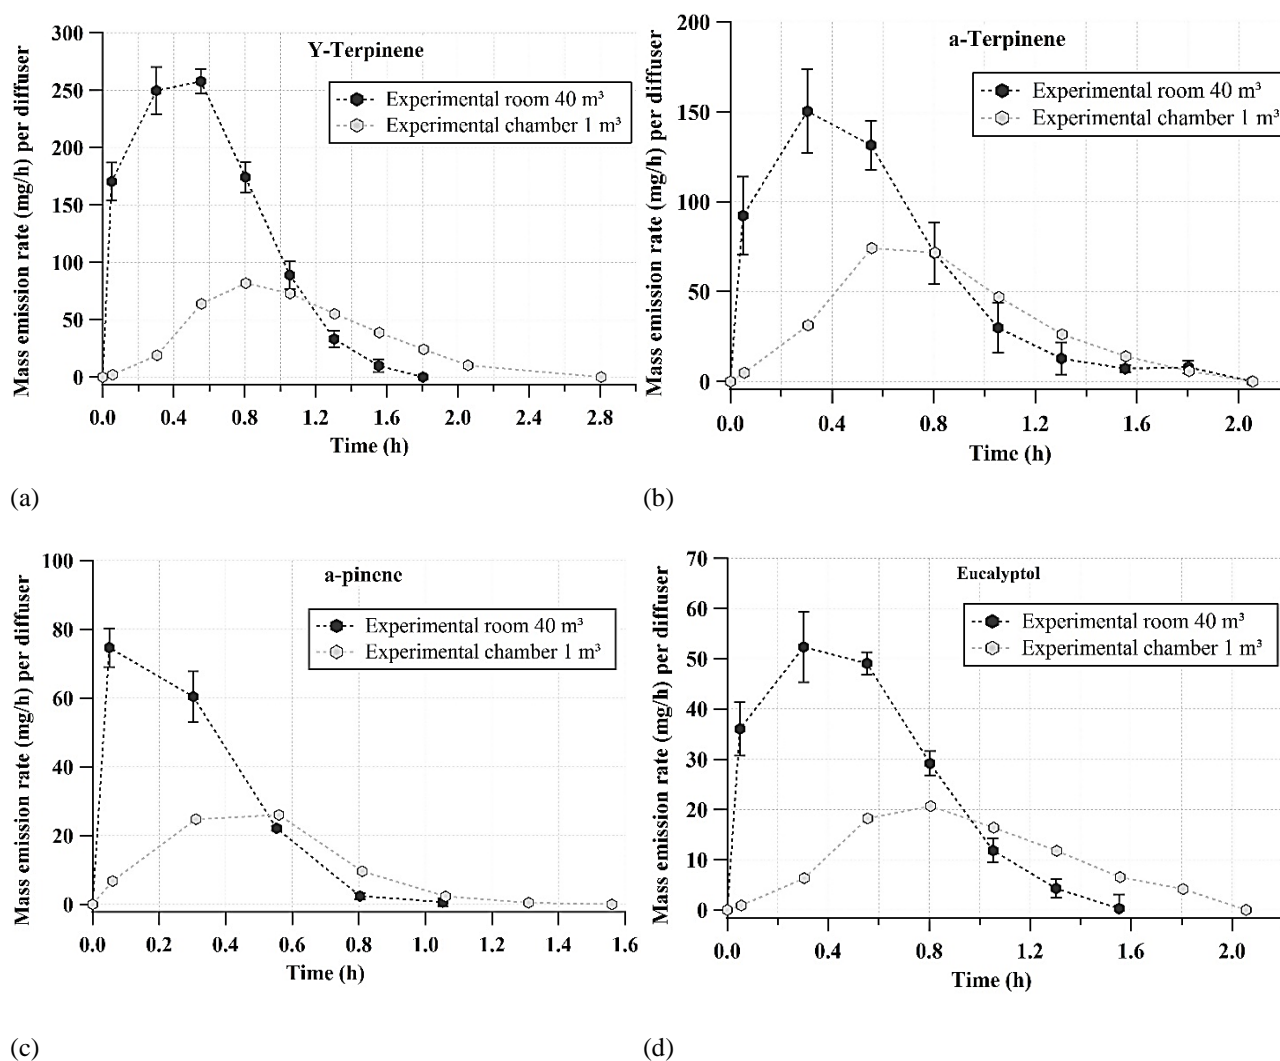 Y-Terpinene
Mass emission rate (mg/h) per diffuser
300
250
200
150
100
50
0
Experimental room 40 m³
Experimental chamber 1 m³
0.0 0.4 0.8 1.2 1.6 2.0 2.4 2.8
Time (h)
(a)
a-Terpinene
Mass emission rate (mg/h) per diffuser
200
150
100
50
0
Experimental room 40 m³
Experimental chamber 1 m³
0.0 0.4 0.8 1.2 1.6 2.0
Time (h)
(b)
a-pinene
Mass emission rate (mg/h) per diffuser
100
80
60
40
20
0
Experimental room 40 m³
Experimental chamber 1 m³
0.0 0.2 0.4 0.6 0.8 1.0 1.2 1.4 1.6
Time (h)
(c)
Eucalyptol
Mass emission rate (mg/h) per diffuser
70
60
50
40
30
20
10
0
Experimental room 40 m³
Experimental chamber 1 m³
0.0 0.4 0.8 1.2 1.6 2.0
Time (h)
(d)